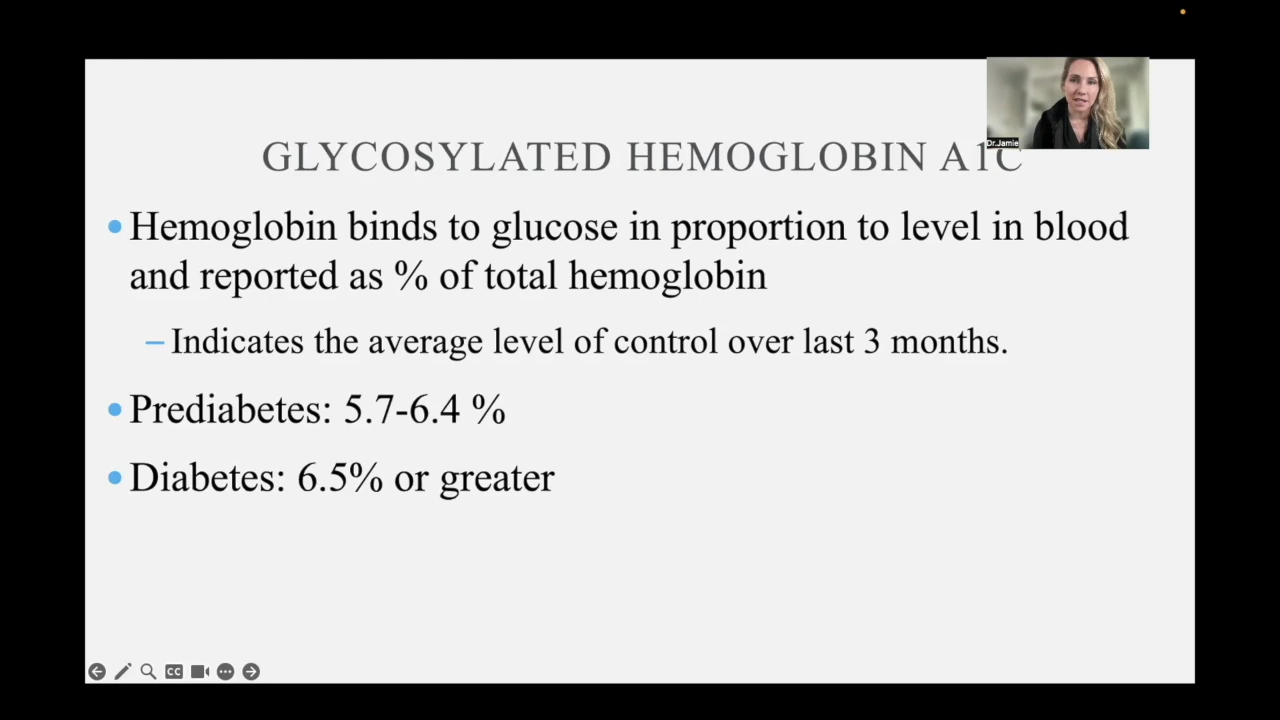 Dr.Jamie
GLYCOSYLATED HEMOGLOBIN A1C
• Hemoglobin binds to glucose in proportion to level in blood
and reported as % of total hemoglobin
– Indicates the average level of control over last 3 months.
• Prediabetes: 5.7-6.4 %
• Diabetes: 6.5% or greater
CC